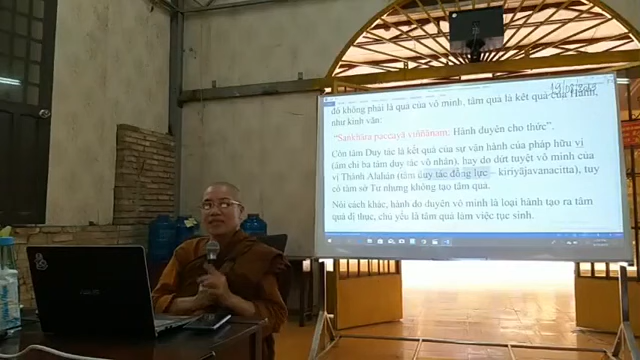 đó không phải là quả của vô minh, tâm quả là kết quả của Hành,
như kinh văn:
“Saṅkhāra paccayā viññānaṃ: Hành duyên cho thức”.
Còn tâm Duy tác là kết quả của sự vận hành của pháp hữu vi
(âm chỉ ba tâm duy tác vô nhân), hay do dứt tuyệt vô minh của
vị Thánh Alahán (tâm duy tác đổng lực – kiriyājavanacitta), tuy
có tâm sở Tư nhưng không tạo tâm quả.
Nói cách khác, hành do duyên vô minh là loại hành tạo ra tâm
quả dị thục, chủ yếu là tâm quả làm việc tục sinh.